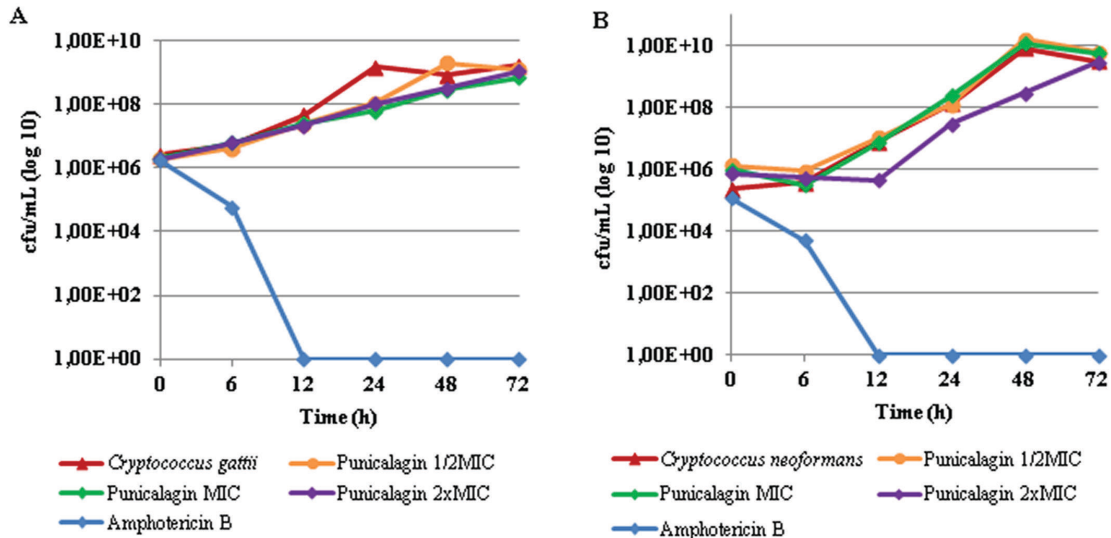 A
1,00E+10
1,00E+08
1,00E+06
1,00E+04
1,00E+02
1,00E+00
cfu/mL (log 10)
0 6 12 24 48 72
Time (h)
Cryptococcus gattii
Punicalagin 1/2MIC
Punicalagin MIC
Punicalagin 2xMIC
Amphotericin B
B
1,00E+10
1,00E+08
1,00E+06
1,00E+04
1,00E+02
1,00E+00
cfu/mL (log 10)
0 6 12 24 48 72
Time (h)
Cryptococcus neoformans
Punicalagin 1/2MIC
Punicalagin MIC
Punicalagin 2xMIC
Amphotericin B